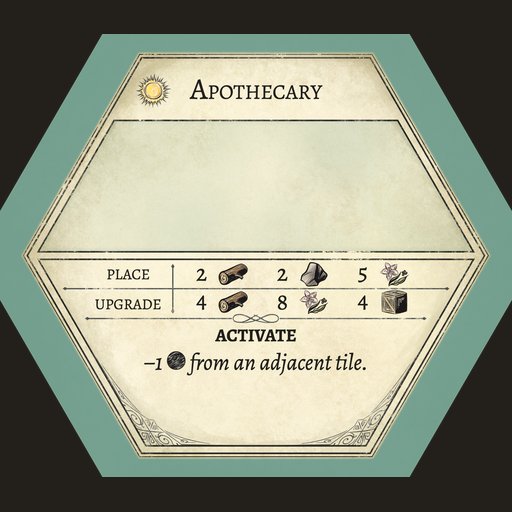 Apothecary
PLACE 2 2 5
UPGRADE 4 8 4
ACTIVATE
–1 from an adjacent tile.